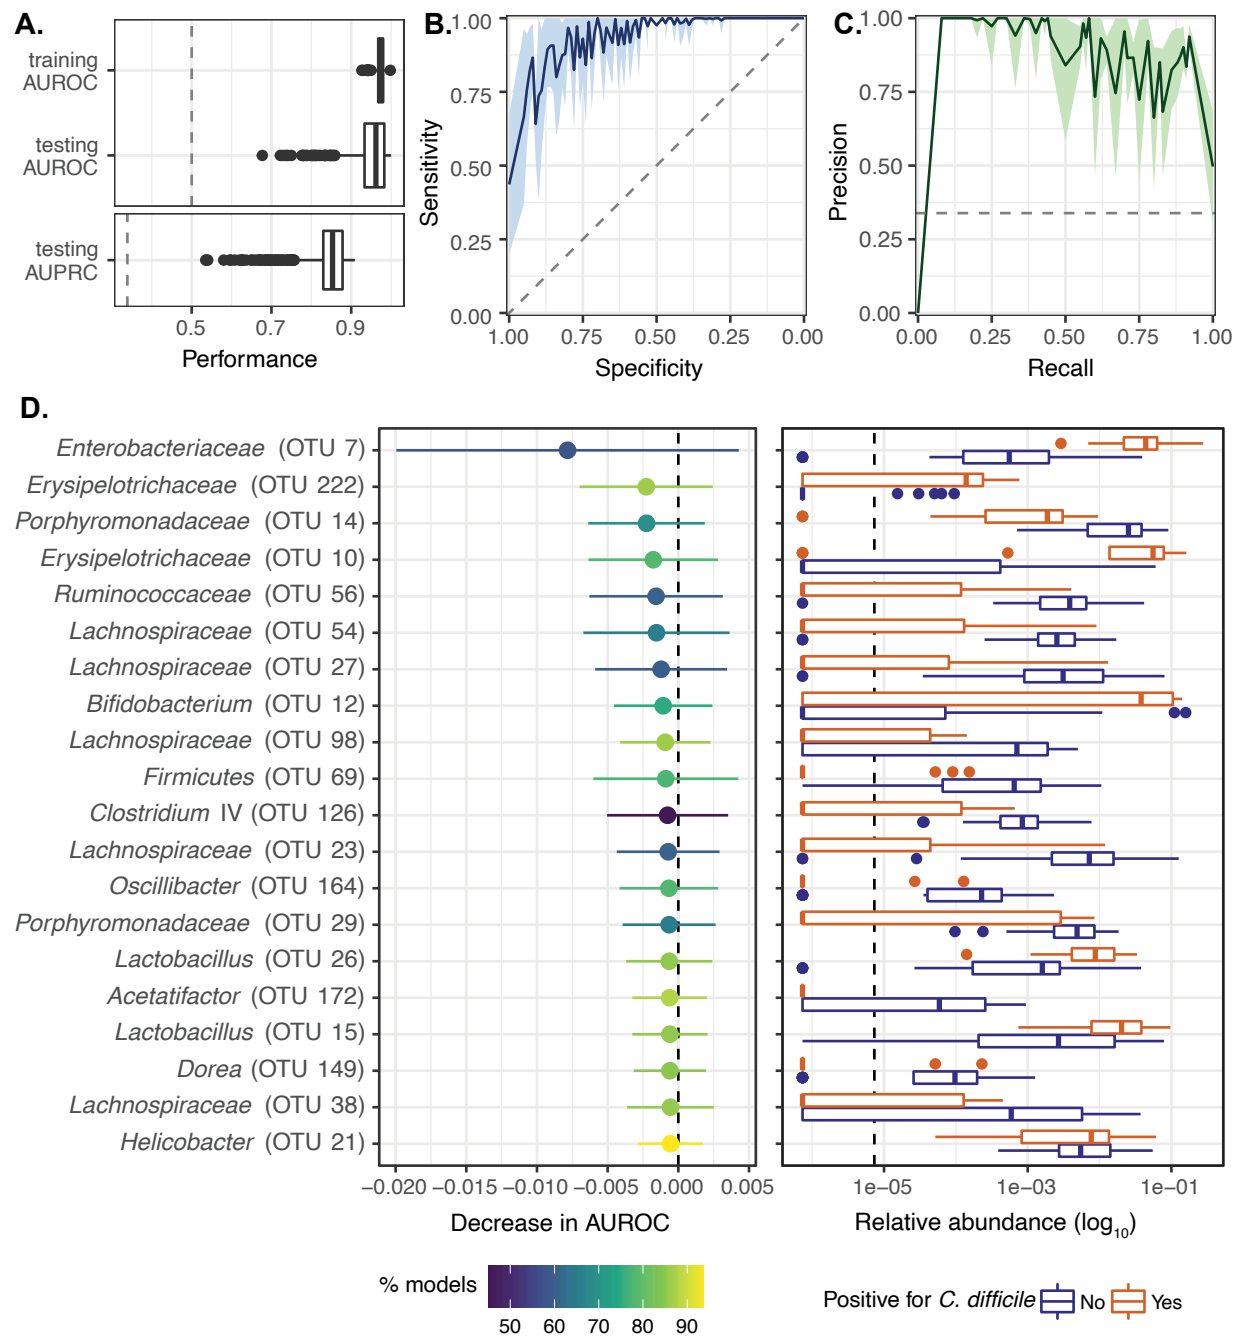 A.
training
AUROC
testing
AUROC
testing
AUPRC
0.5 0.7 0.9
Performance
B.
1.00
0.75
0.50
0.25
0.00
Sensitivity
1.00 0.75 0.50 0.25 0.00
Specificity
C.
1.00
0.75
0.50
0.25
0.00
Precision
0.00 0.25 0.50 0.75 1.00
Recall
D.
Enterobacteriaceae (OTU 7)
Erysipelotrichaceae (OTU 222)
Porphyromonadaceae (OTU 14)
Erysipelotrichaceae (OTU 10)
Ruminococcaceae (OTU 56)
Lachnospiraceae (OTU 54)
Lachnospiraceae (OTU 27)
Bifidobacterium (OTU 12)
Lachnospiraceae (OTU 98)
Firmicutes (OTU 69)
Clostridium IV (OTU 126)
Lachnospiraceae (OTU 23)
Oscillibacter (OTU 164)
Porphyromonadaceae (OTU 29)
Lactobacillus (OTU 26)
Acetatifactor (OTU 172)
Lactobacillus (OTU 15)
Dorea (OTU 149)
Lachnospiraceae (OTU 38)
Helicobacter (OTU 21)
−0.020 −0.015 −0.010 −0.005 0.000 0.005
Decrease in AUROC
1e−05 1e−03 1e−01
Relative abundance (log₁₀)
% models
50 60 70 80 90
Positive for C. difficile No Yes